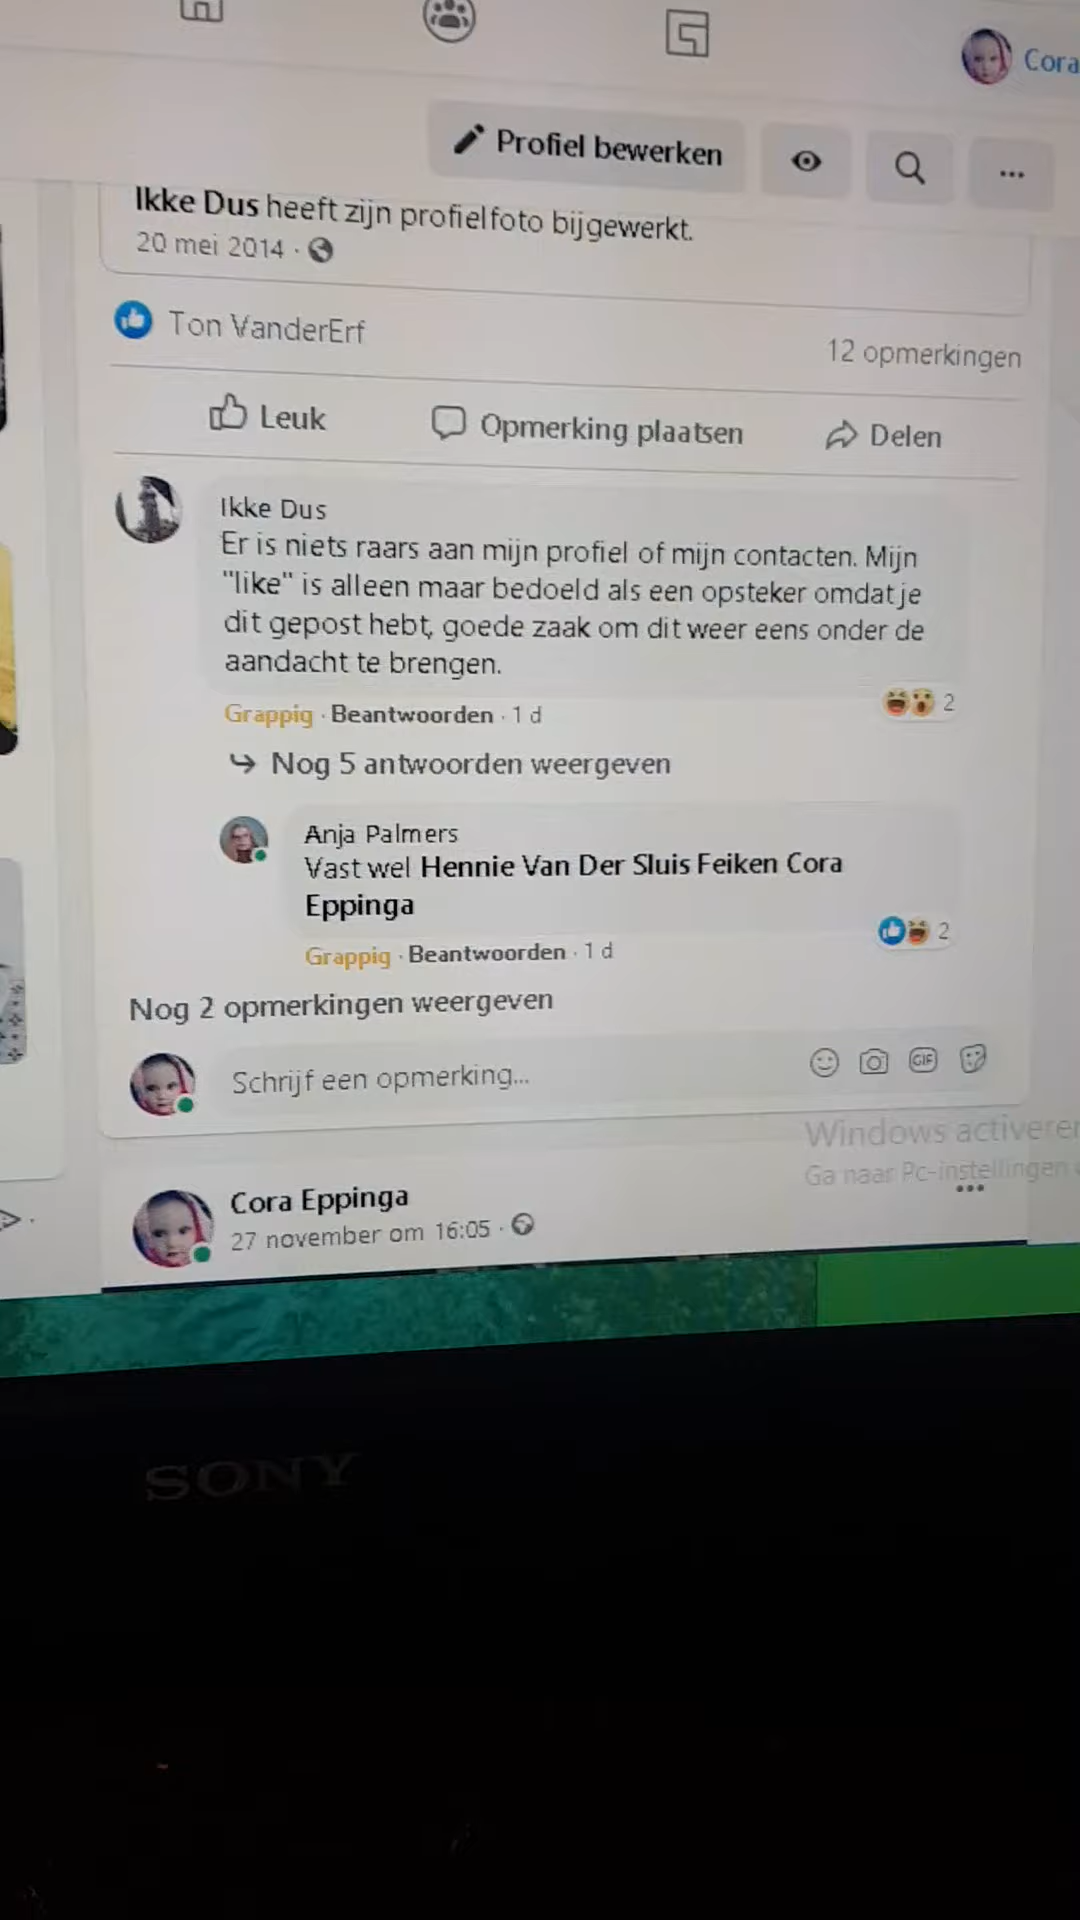 Cora
Profiel bewerken
Ikke Dus heeft zijn profielfoto bijgewerkt.
20 mei 2014 ·
Ton VanderErf
12 opmerkingen
Leuk
Opmerking plaatsen
Delen
Ikke Dus
Er is niets raars aan mijn profiel of mijn contacten. Mijn
"like" is alleen maar bedoeld als een opsteker omdat je
dit gepost hebt, goede zaak om dit weer eens onder de
aandacht te brengen.
Grappig · Beantwoorden · 1 d
2
Nog 5 antwoorden weergeven
Anja Palmers
Vast wel Hennie Van Der Sluis Feiken Cora
Eppinga
Grappig · Beantwoorden · 1 d
2
Nog 2 opmerkingen weergeven
Schrijf een opmerking...
GIF
Windows activeren
Ga naar Pc-instellingen
Cora Eppinga
27 november om 16:05 ·
SONY